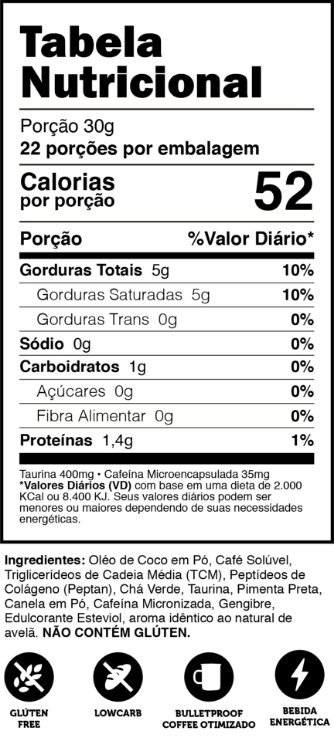 Tabela
Nutricional
Porção 30g
22 porções por embalagem
Calorias
por porção 52
Porção %Valor Diário*
Gorduras Totais 5g 10%
Gorduras Saturadas 5g 10%
Gorduras Trans 0g 0%
Sódio 0g 0%
Carboidratos 1g 0%
Açúcares 0g 0%
Fibra Alimentar 0g 0%
Proteínas 1,4g 1%
Taurina 400mg • Cafeína Microencapsulada 35mg
*Valores Diários (VD) com base em uma dieta de 2.000
KCal ou 8.400 KJ. Seus valores diários podem ser
menores ou maiores dependendo de suas necessidades
energéticas.
Ingredientes: Oléo de Coco em Pó, Café Solúvel,
Triglicerideos de Cadeia Média (TCM), Peptídeos de
Colágeno (Peptan), Chá Verde, Taurina, Pimenta Preta,
Canela em Pó, Cafeína Micronizada, Gengibre,
Edulcorante Esteviol, aroma idêntico ao natural de
avelã. NÃO CONTÉM GLÚTEN.
GLÚTEN
FREE
LOWCARB
BULLETPROOF
COFFEE OTIMIZADO
BEBIDA
ENERGÉTICA